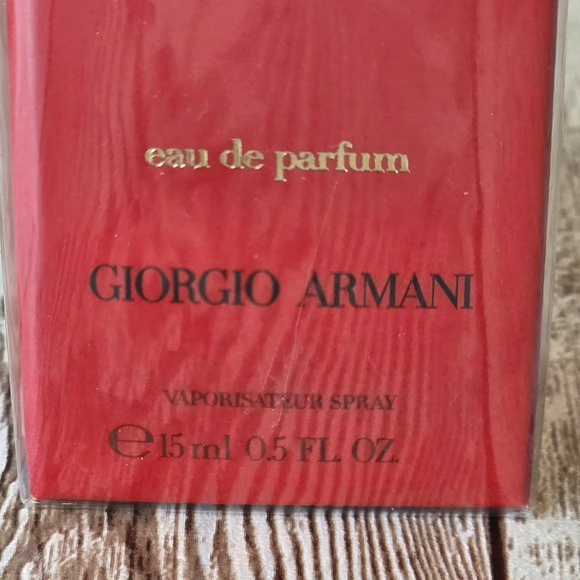 eau de parfum
GIORGIO ARMANI
VAPORISATEUR SPRAY
℮ 15 ml 0.5 FL. OZ.